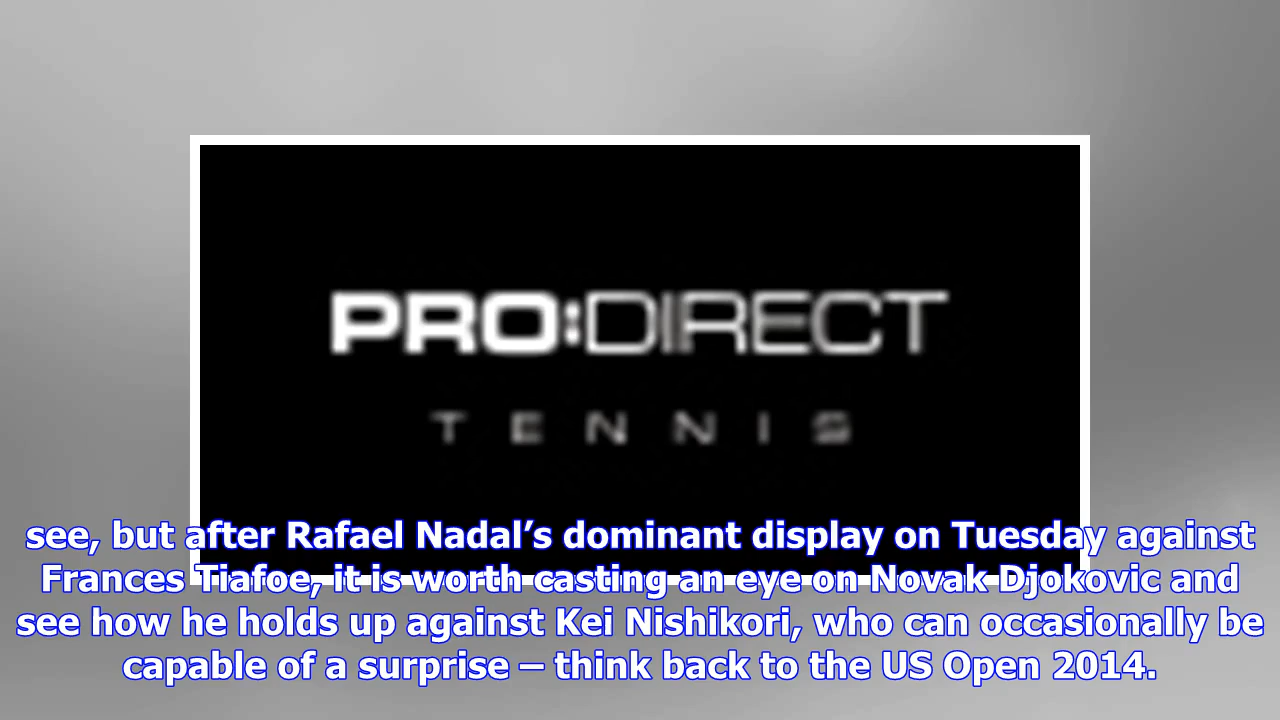 PRO:DIRECT
TENNIS
see, but after Rafael Nadal’s dominant display on Tuesday against
Frances Tiafoe, it is worth casting an eye on Novak Djokovic and
see how he holds up against Kei Nishikori, who can occasionally be
capable of a surprise – think back to the US Open 2014.